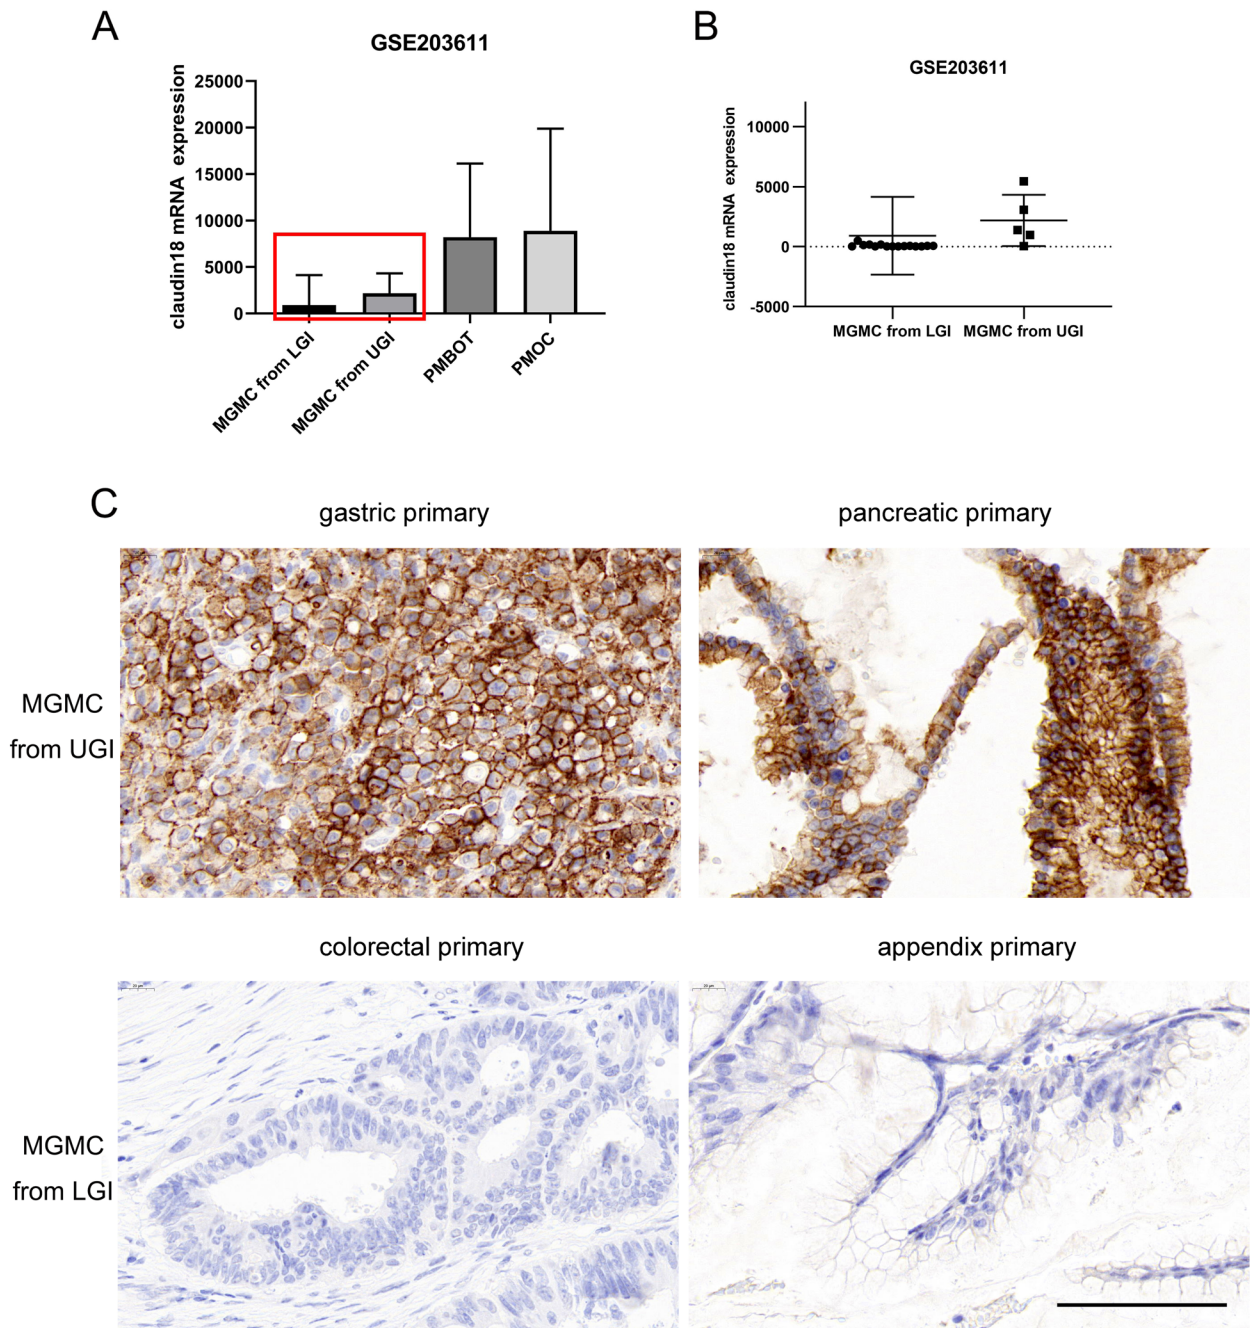 A
GSE203611
claudin18 mRNA expression
25000
20000
15000
10000
5000
0
MGMC from LGI
MGMC from UGI
PMBOT
PMOC
B
GSE203611
claudin18 mRNA expression
10000
5000
0
-5000
MGMC from LGI
MGMC from UGI
C
gastric primary
pancreatic primary
MGMC
from UGI
colorectal primary
appendix primary
MGMC
from LGI